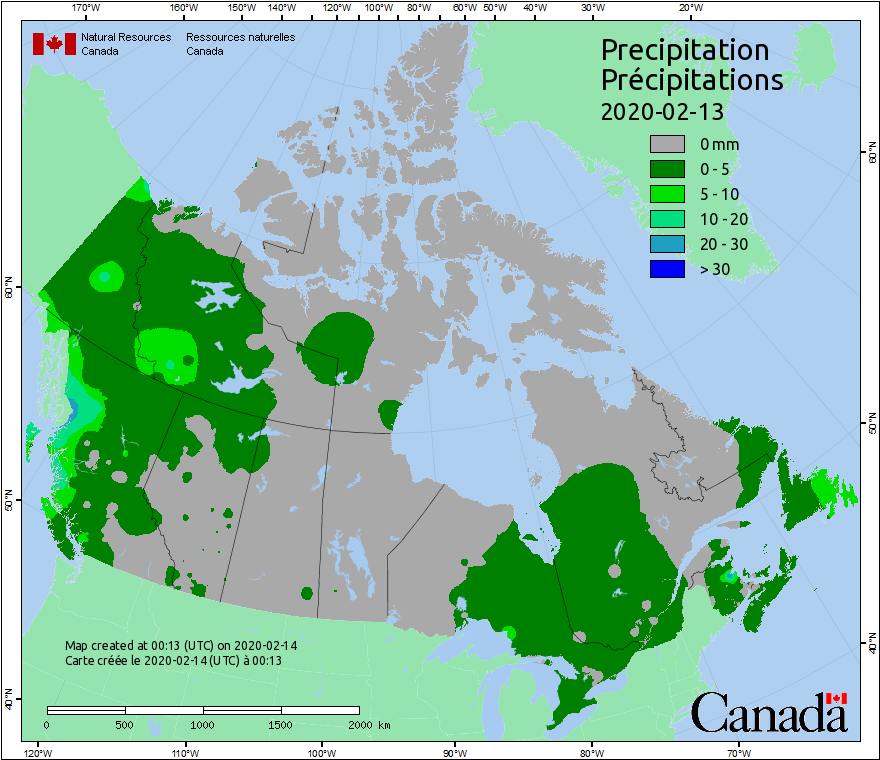 170°W 160°W 150°W 140°W 120°W 100°W 80°W 60°W 50°W 40°W 30°W 20°W
Natural Resources Canada
Ressources naturelles Canada
Precipitation
Précipitations
2020-02-13
0 mm
0 - 5
5 - 10
10 - 20
20 - 30
> 30
60°N
60°N
50°N
50°N
40°N
40°N
Map created at 00:13 (UTC) on 2020-02-14
Carte créée le 2020-02-14 (UTC) à 00:13
0 500 1000 1500 2000 km
Canada
120°W 110°W 100°W 90°W 80°W 70°W